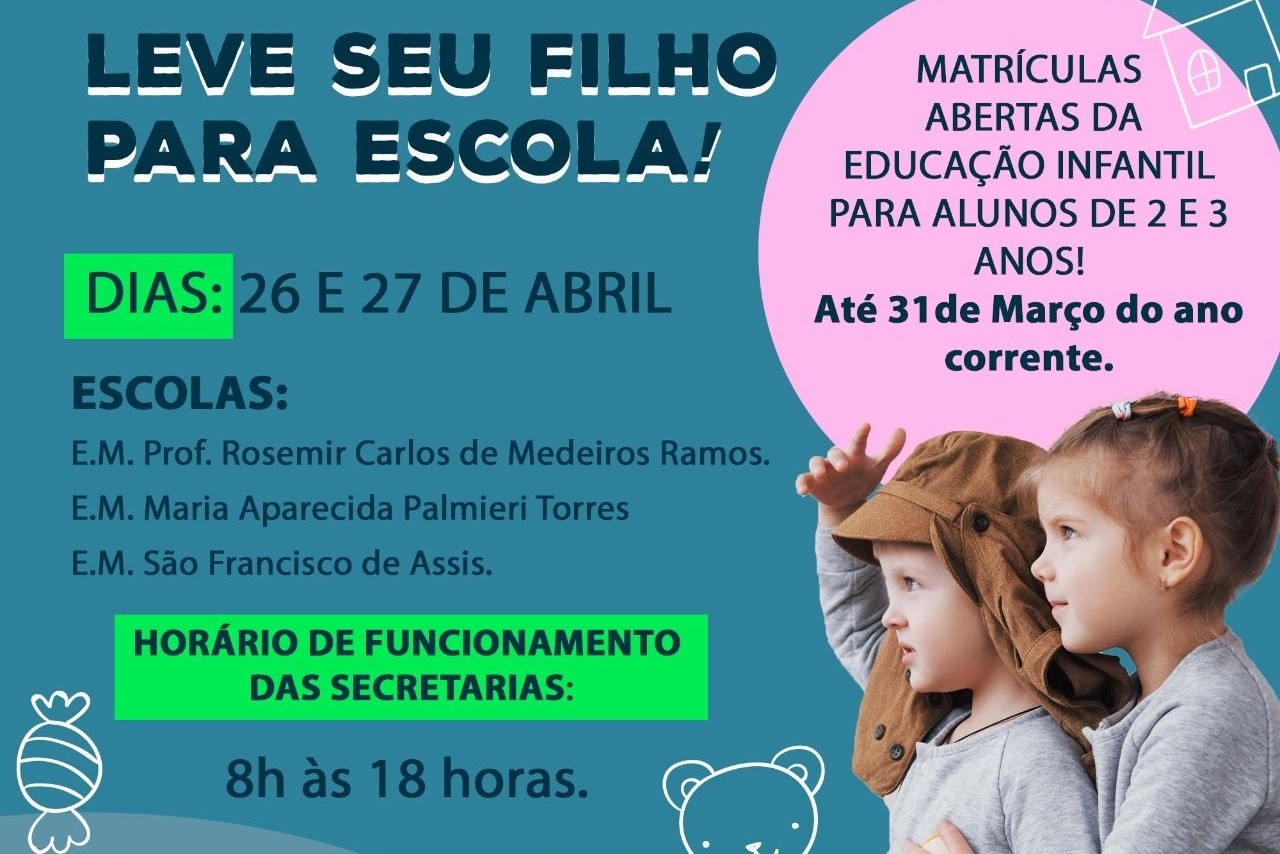 LEVE SEU FILHO
PARA ESCOLA!
MATRÍCULAS
ABERTAS DA
EDUCAÇÃO INFANTIL
PARA ALUNOS DE 2 E 3
ANOS!
Até 31de Março do ano
corrente.
DIAS: 26 E 27 DE ABRIL
ESCOLAS:
E.M. Prof. Rosemir Carlos de Medeiros Ramos.
E.M. Maria Aparecida Palmieri Torres
E.M. São Francisco de Assis.
HORÁRIO DE FUNCIONAMENTO
DAS SECRETARIAS:
8h às 18 horas.